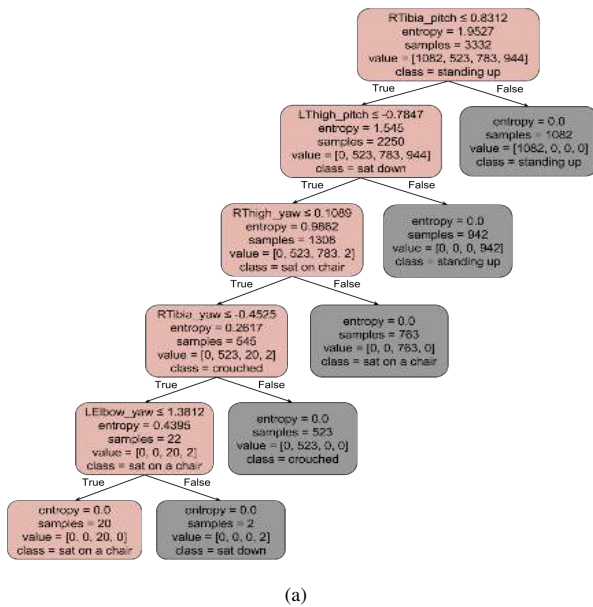 RTibia_pitch ≤ 0.8312
entropy = 1.9527
samples = 3332
value = [1082, 523, 783, 944]
class = standing up
True
False
LThigh_pitch ≤ -0.7847
entropy = 1.545
samples = 2250
value = [0, 523, 783, 944]
class = sat down
entropy = 0.0
samples = 1082
value = [1082, 0, 0, 0]
class = standing up
True
False
RThigh_yaw ≤ 0.1089
entropy = 0.9862
samples = 1308
value = [0, 523, 783, 2]
class = sat on chair
entropy = 0.0
samples = 942
value = [0, 0, 0, 942]
class = standing up
True
False
RTibia_yaw ≤ -0.4525
entropy = 0.2617
samples = 545
value = [0, 523, 20, 2]
class = crouched
entropy = 0.0
samples = 763
value = [0, 0, 763, 0]
class = sat on a chair
True
False
LElbow_yaw ≤ 1.3812
entropy = 0.4395
samples = 22
value = [0, 0, 20, 2]
class = sat on a chair
entropy = 0.0
samples = 523
value = [0, 523, 0, 0]
class = crouched
True
False
entropy = 0.0
samples = 20
value = [0, 0, 20, 0]
class = sat on a chair
entropy = 0.0
samples = 2
value = [0, 0, 0, 2]
class = sat down
(a)